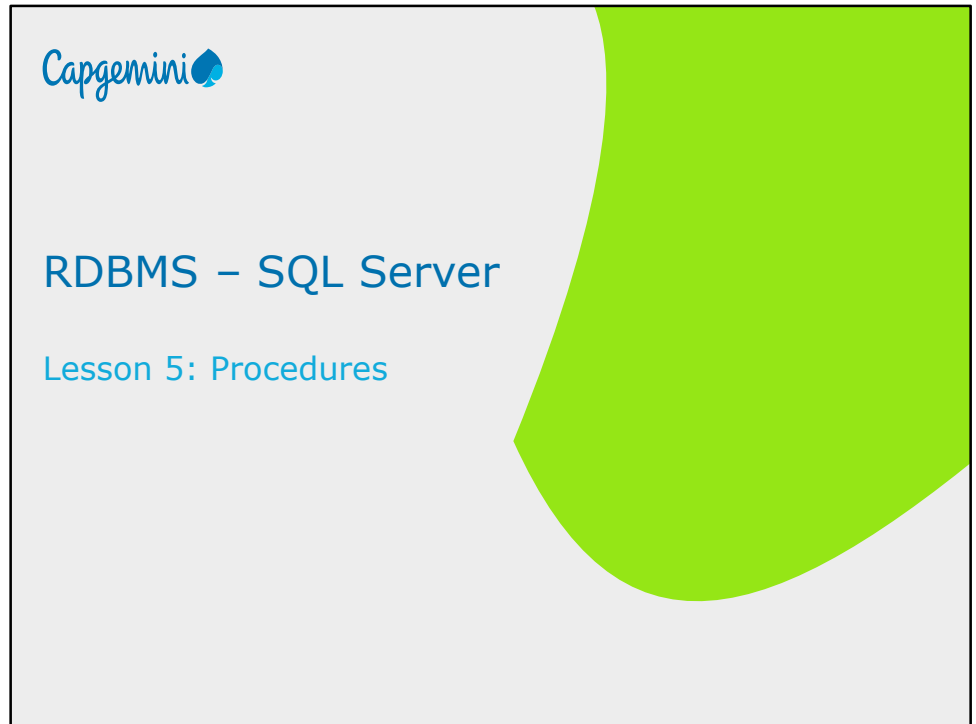 Capgemini
RDBMS – SQL Server
Lesson 5: Procedures